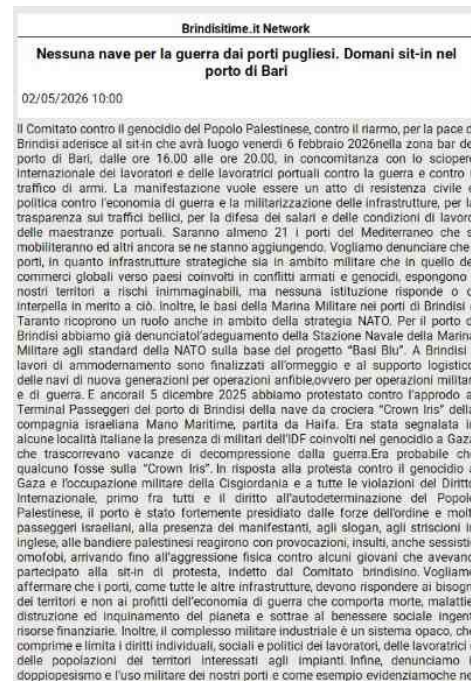 Brindisitime.it Network
Nessuna nave per la guerra dai porti pugliesi. Domani sit-in nel
porto di Bari
02/05/2026 10:00
Il Comitato contro il genocidio del Popolo Palestinese, contro il riarmo, per la pace d
Brindisi aderisce al sit-in che avrà luogo venerdì 6 febbraio 2026nella zona bar de
porto di Bari, dalle ore 16.00 alle ore 20.00, in concomitanza con lo scioper
internazionale dei lavoratori e delle lavoratrici portuali contro la guerra e contro i
traffico di armi. La manifestazione vuole essere un atto di resistenza civile e
politica contro l'economia di guerra e la militarizzazione delle infrastrutture, per la
trasparenza sui traffici bellici, per la difesa dei salari e delle condizioni di lavoro
delle maestranze portuali. Saranno almeno 21 i porti del Mediterraneo che s
mobiliteranno ed altri ancora se ne stanno aggiungendo. Vogliamo denunciare che
porti, in quanto infrastrutture strategiche sia in ambito militare che in quello de
commerci globali verso paesi coinvolti in conflitti armati e genocidi, espongono
nostri territori a rischi inimmaginabili, ma nessuna istituzione risponde o c
interpella in merito a ciò. Inoltre, le basi della Marina Militare nei porti di Brindisi e
Taranto ricoprono un ruolo anche in ambito della strategia NATO. Per il porto d
Brindisi abbiamo già denunciatol'adeguamento della Stazione Navale della Marina
Militare agli standard della NATO sulla base del progetto "Basi Blu". A Brindisi
lavori di ammodernamento sono finalizzati all'ormeggio e al supporto logistico
delle navi di nuova generazioni per operazioni anfibie,ovvero per operazioni militar
e di guerra. E ancorail 5 dicembre 2025 abbiamo protestato contro l'approdo a
Terminal Passeggeri del porto di Brindisi della nave da crociera "Crown Iris" della
compagnia israeliana Mano Maritime, partita da Haifa. Era stata segnalata i
alcune località italiane la presenza di militari dell'IDF coinvolti nel genocidio a Gaza
che trascorrevano vacanze di decompressione dalla guerra.Era probabile che
qualcuno fosse sulla "Crown Iris". In risposta alla protesta contro il genocidio a
Gaza e l'occupazione militare della Cisgiordania e a tutte le violazioni del Diritto
Internazionale, primo fra tutti e il diritto all'autodeterminazione del Popolo
Palestinese, il porto è stato fortemente presidiato dalle forze dell'ordine e molt
passeggeri israeliani, alla presenza dei manifestanti, agli slogan, agli striscioni i
inglese, alle bandiere palestinesi reagirono con provocazioni, insulti, anche sessisti
omofobi, arrivando fino all'aggressione fisica contro alcuni giovani che avevano
partecipato alla sit-in di protesta, indetto dal Comitato brindisino. Vogliamo
affermare che i porti, come tutte le altre infrastrutture, devono rispondere ai bisogn
dei territori e non ai profitti dell'economia di guerra che comporta morte, malattie
distruzione ed inquinamento del pianeta e sottrae al benessere sociale ingent
risorse finanziarie. Inoltre, il complesso militare industriale è un sistema opaco, che
comprime e limita i diritti individuali, sociali e politici dei lavoratori, delle lavoratrici
delle popolazioni dei territori interessati agli impianti. Infine, denunciamo i
doppiopesismo e l'uso militare dei nostri porti e come esempio evidenziamoche ne